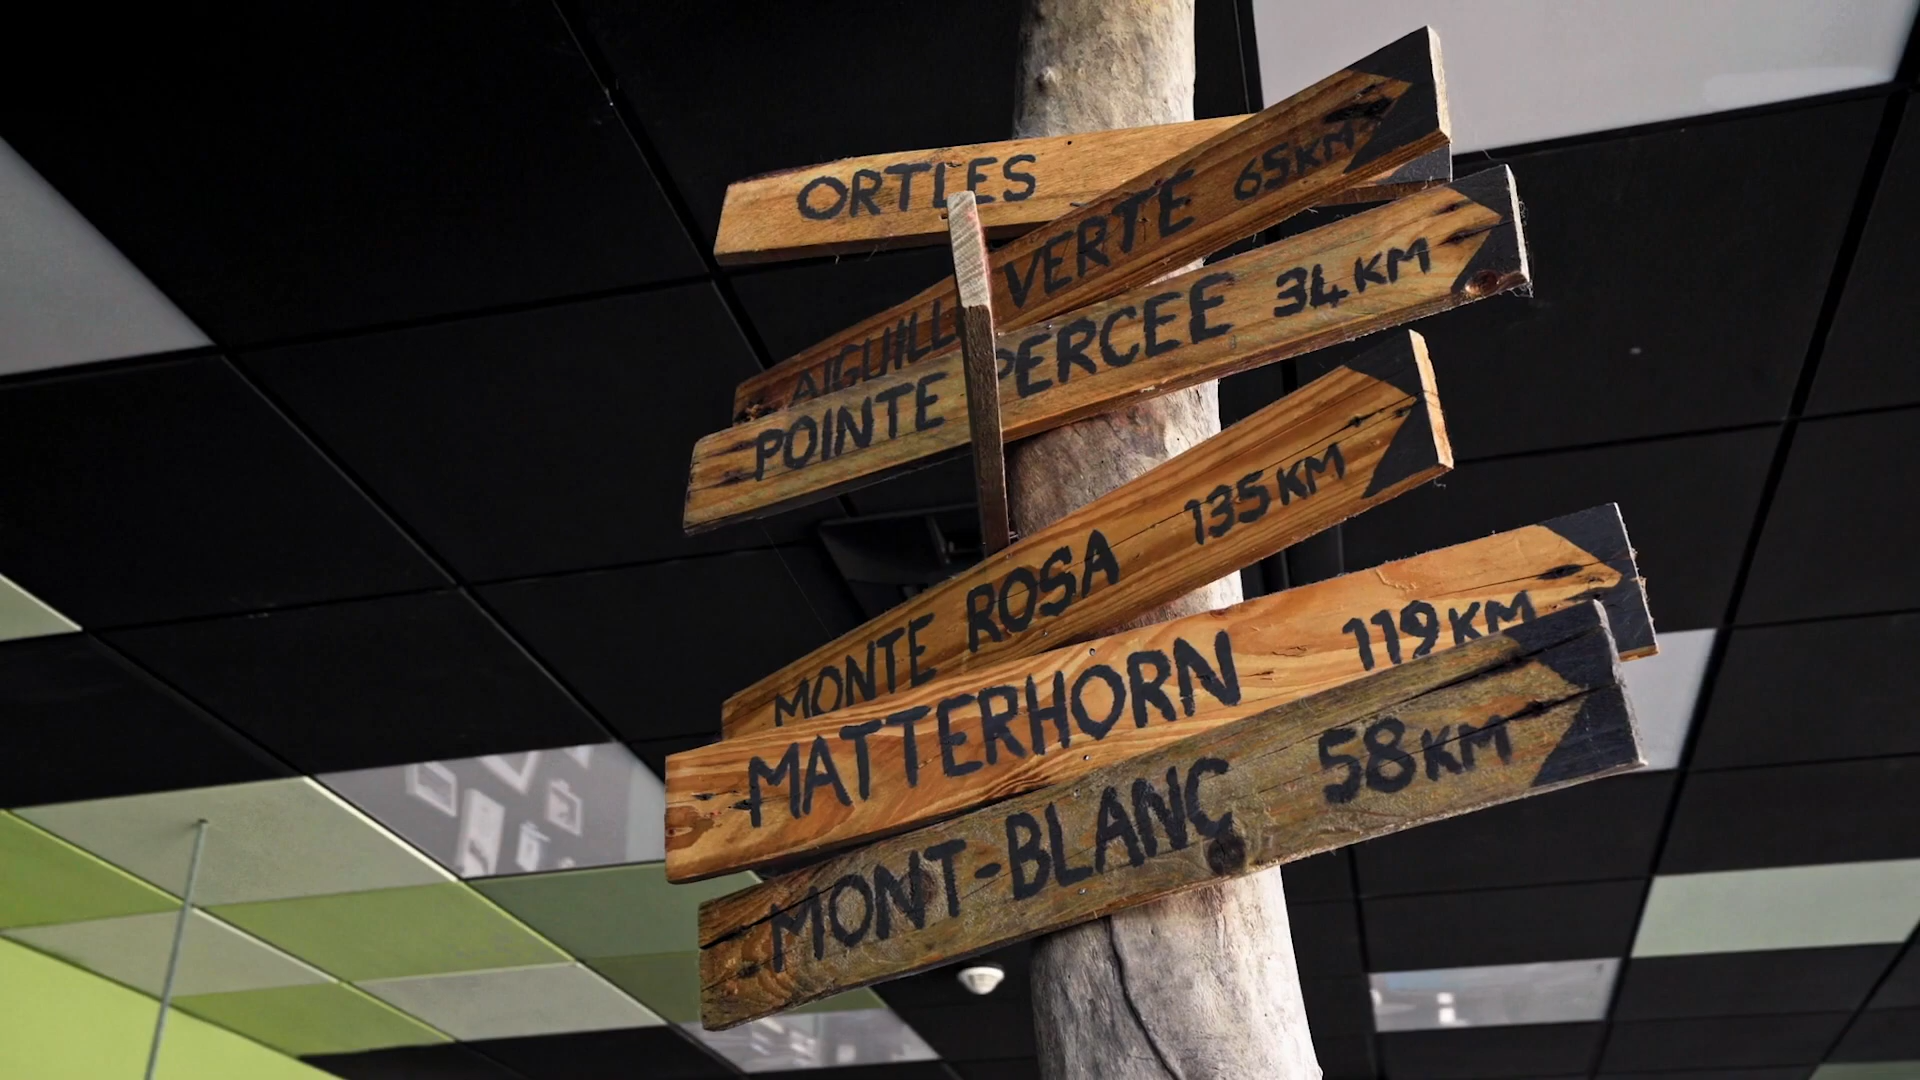 ORTLES
AIGUILLE VERTE 65KM
POINTE PERCEE 34KM
MONTE ROSA 135KM
MATTERHORN 119KM
MONT-BLANC 58KM